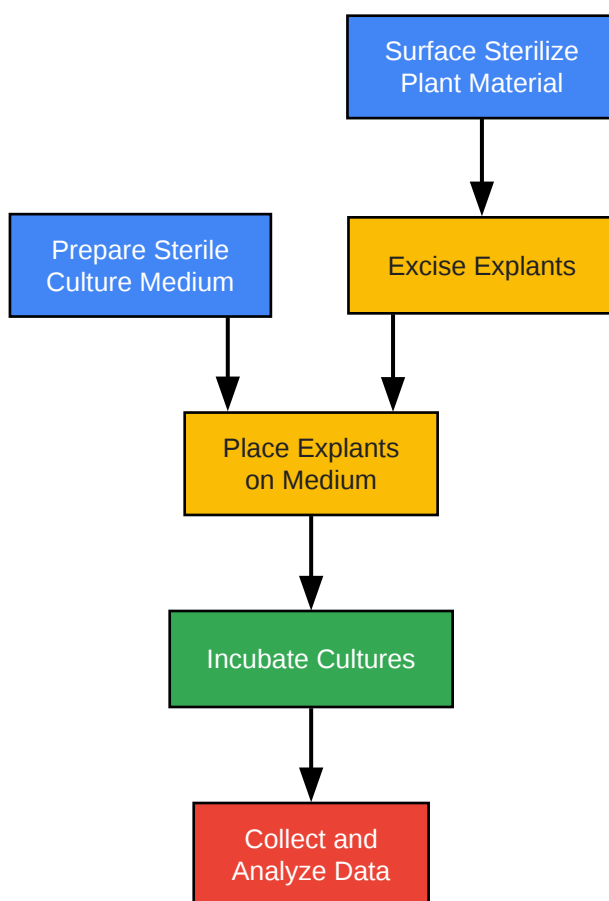 Surface Sterilize
Plant Material
Prepare Sterile
Culture Medium
Excise Explants
Place Explants
on Medium
Incubate Cultures
Collect and
Analyze Data